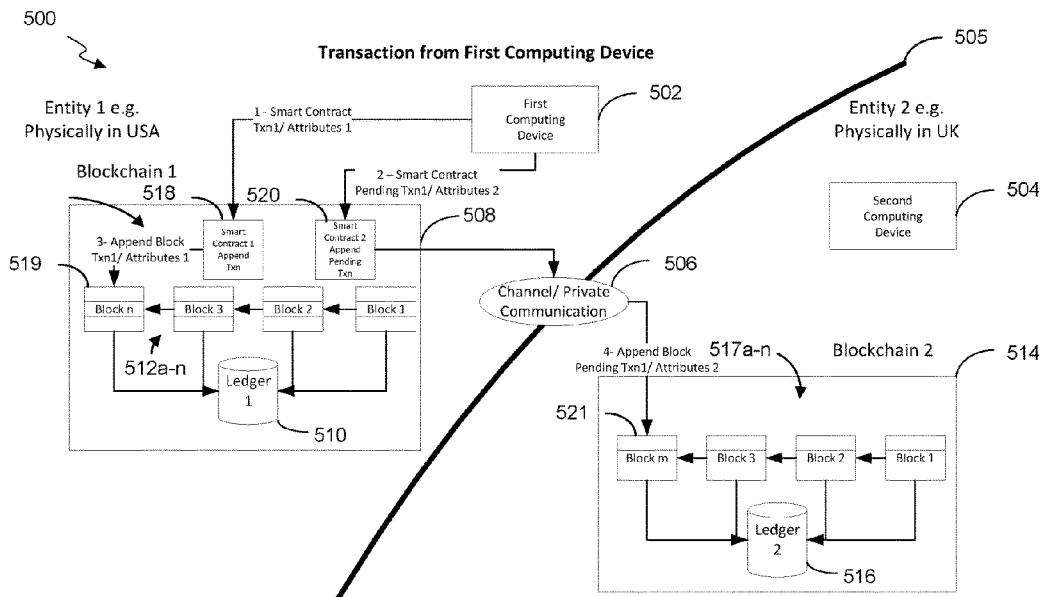 500
Transaction from First Computing Device
505
Entity 1 e.g.
Physically in USA
1 - Smart Contract
Txn1/ Attributes 1
First
Computing
Device
502
Entity 2 e.g.
Physically in UK
Blockchain 1
518
520
2 – Smart Contract
Pending Txn1/ Attributes 2
508
Second
Computing
Device
504
3- Append Block
Txn1/ Attributes 1
Smart
Contract 1
Append
Txn
Smart
Contract 2
Append
Pending
Txn
519
506
Channel/ Private
Communication
Block n
Block 3
Block 2
Block 1
512a-n
Ledger
1
510
4- Append Block
Pending Txn1/ Attributes 2
517a-n
Blockchain 2
514
521
Block m
Block 3
Block 2
Block 1
Ledger
2
516